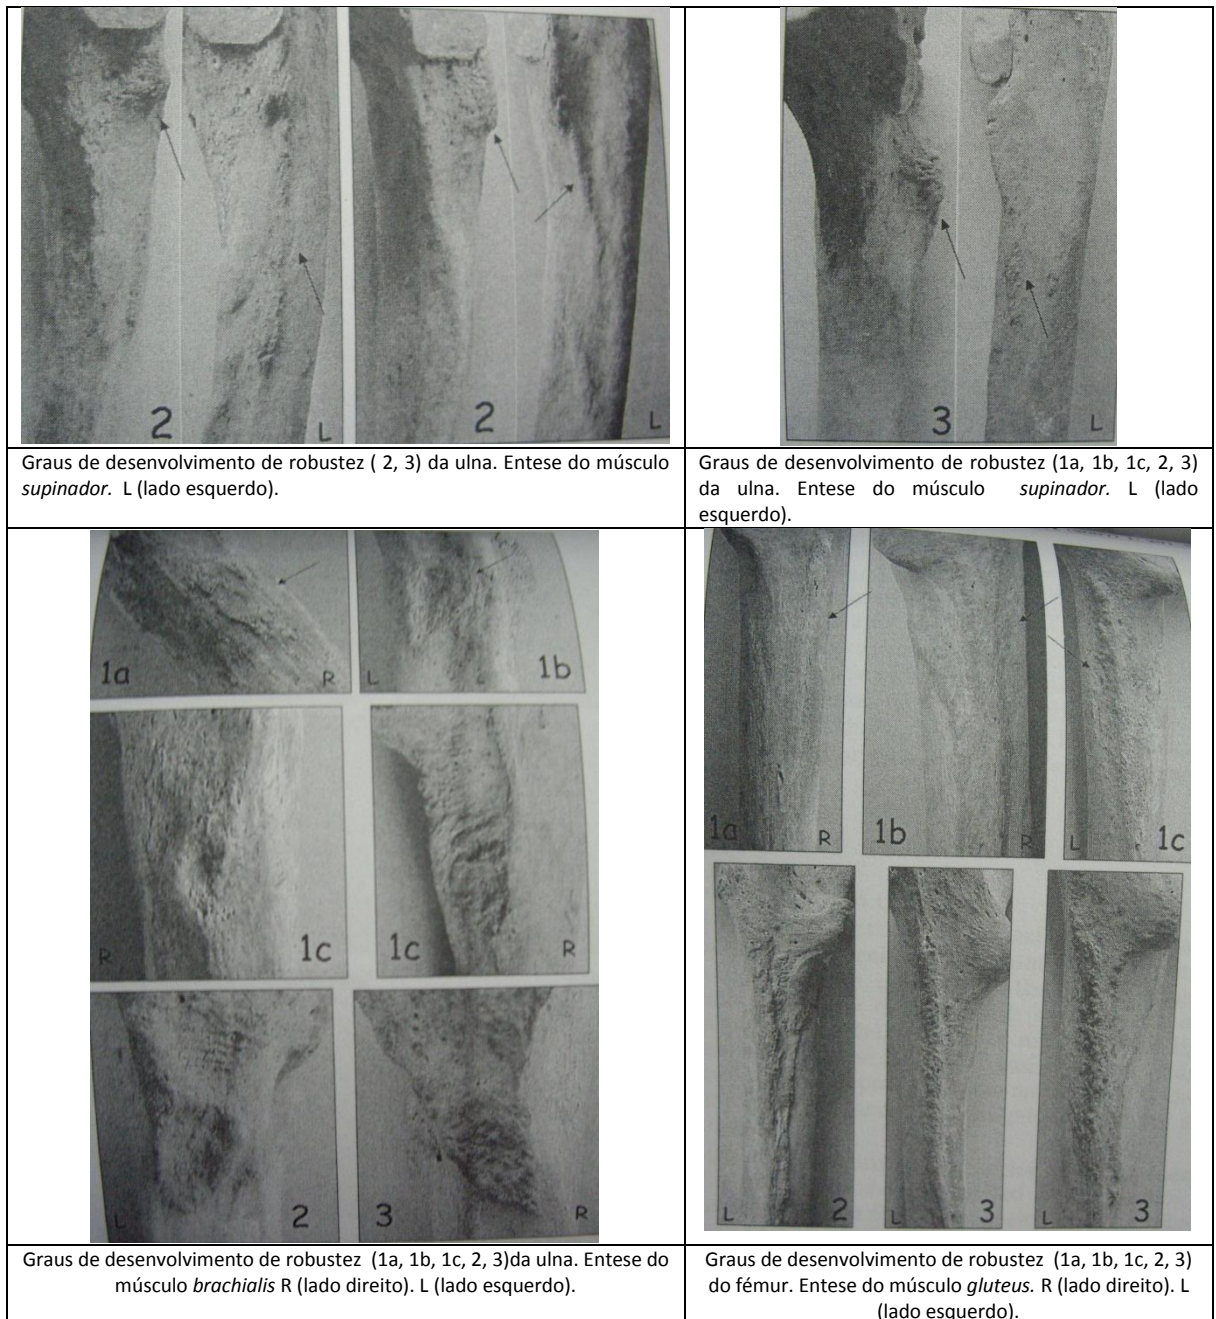 2
L
2
L
3
L
Graus de desenvolvimento de robustez ( 2, 3) da ulna. Entese do músculo
supinador. L (lado esquerdo).
Graus de desenvolvimento de robustez (1a, 1b, 1c, 2, 3)
da ulna. Entese do músculo supinador. L (lado
esquerdo).
1a
R
L
1b
R
1c
1c
R
L
2
3
R
1a
R
1b
R
L
1c
L
2
L
3
L
3
Graus de desenvolvimento de robustez (1a, 1b, 1c, 2, 3)da ulna. Entese do
músculo brachialis R (lado direito). L (lado esquerdo).
Graus de desenvolvimento de robustez (1a, 1b, 1c, 2, 3)
do fémur. Entese do músculo gluteus. R (lado direito). L
(lado esquerdo).